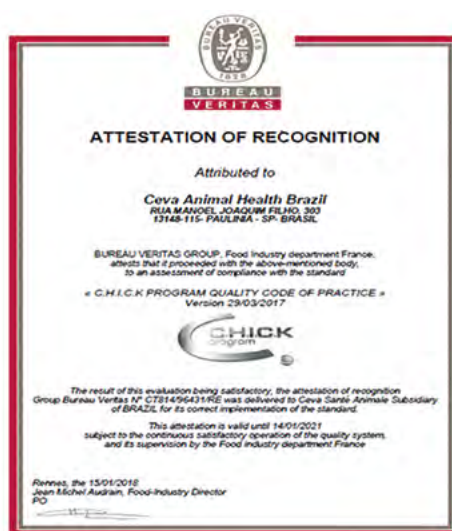 BUREAU VERITAS
1828
BUREAU
VERITAS
ATTESTATION OF RECOGNITION
Attributed to
Ceva Animal Health Brazil
RUA MANOEL JOAQUIM FILHO, 303
13148-115- PAULINIA - SP- BRASIL
BUREAU VERITAS GROUP, Food Industry department France,
attests that it proceeded with the above-mentioned body,
to an assessment of compliance with the standard
« C.H.I.C.K PROGRAM QUALITY CODE OF PRACTICE »
Version 29/03/2017
C.H.I.C.K
program
The result of this evaluation being satisfactory, the attestation of recognition
Group Bureau Veritas N° CT814/96431/RE was delivered to Ceva Santé Animale Subsidiary
of BRAZIL for its correct implementation of the standard.
This attestation is valid until 14/01/2021
subject to the continuous satisfactory operation of the quality system,
and its supervision by the Food Industry department France
Rennes, the 15/01/2018
Jean Michel Audrain, Food-Industry Director
PO